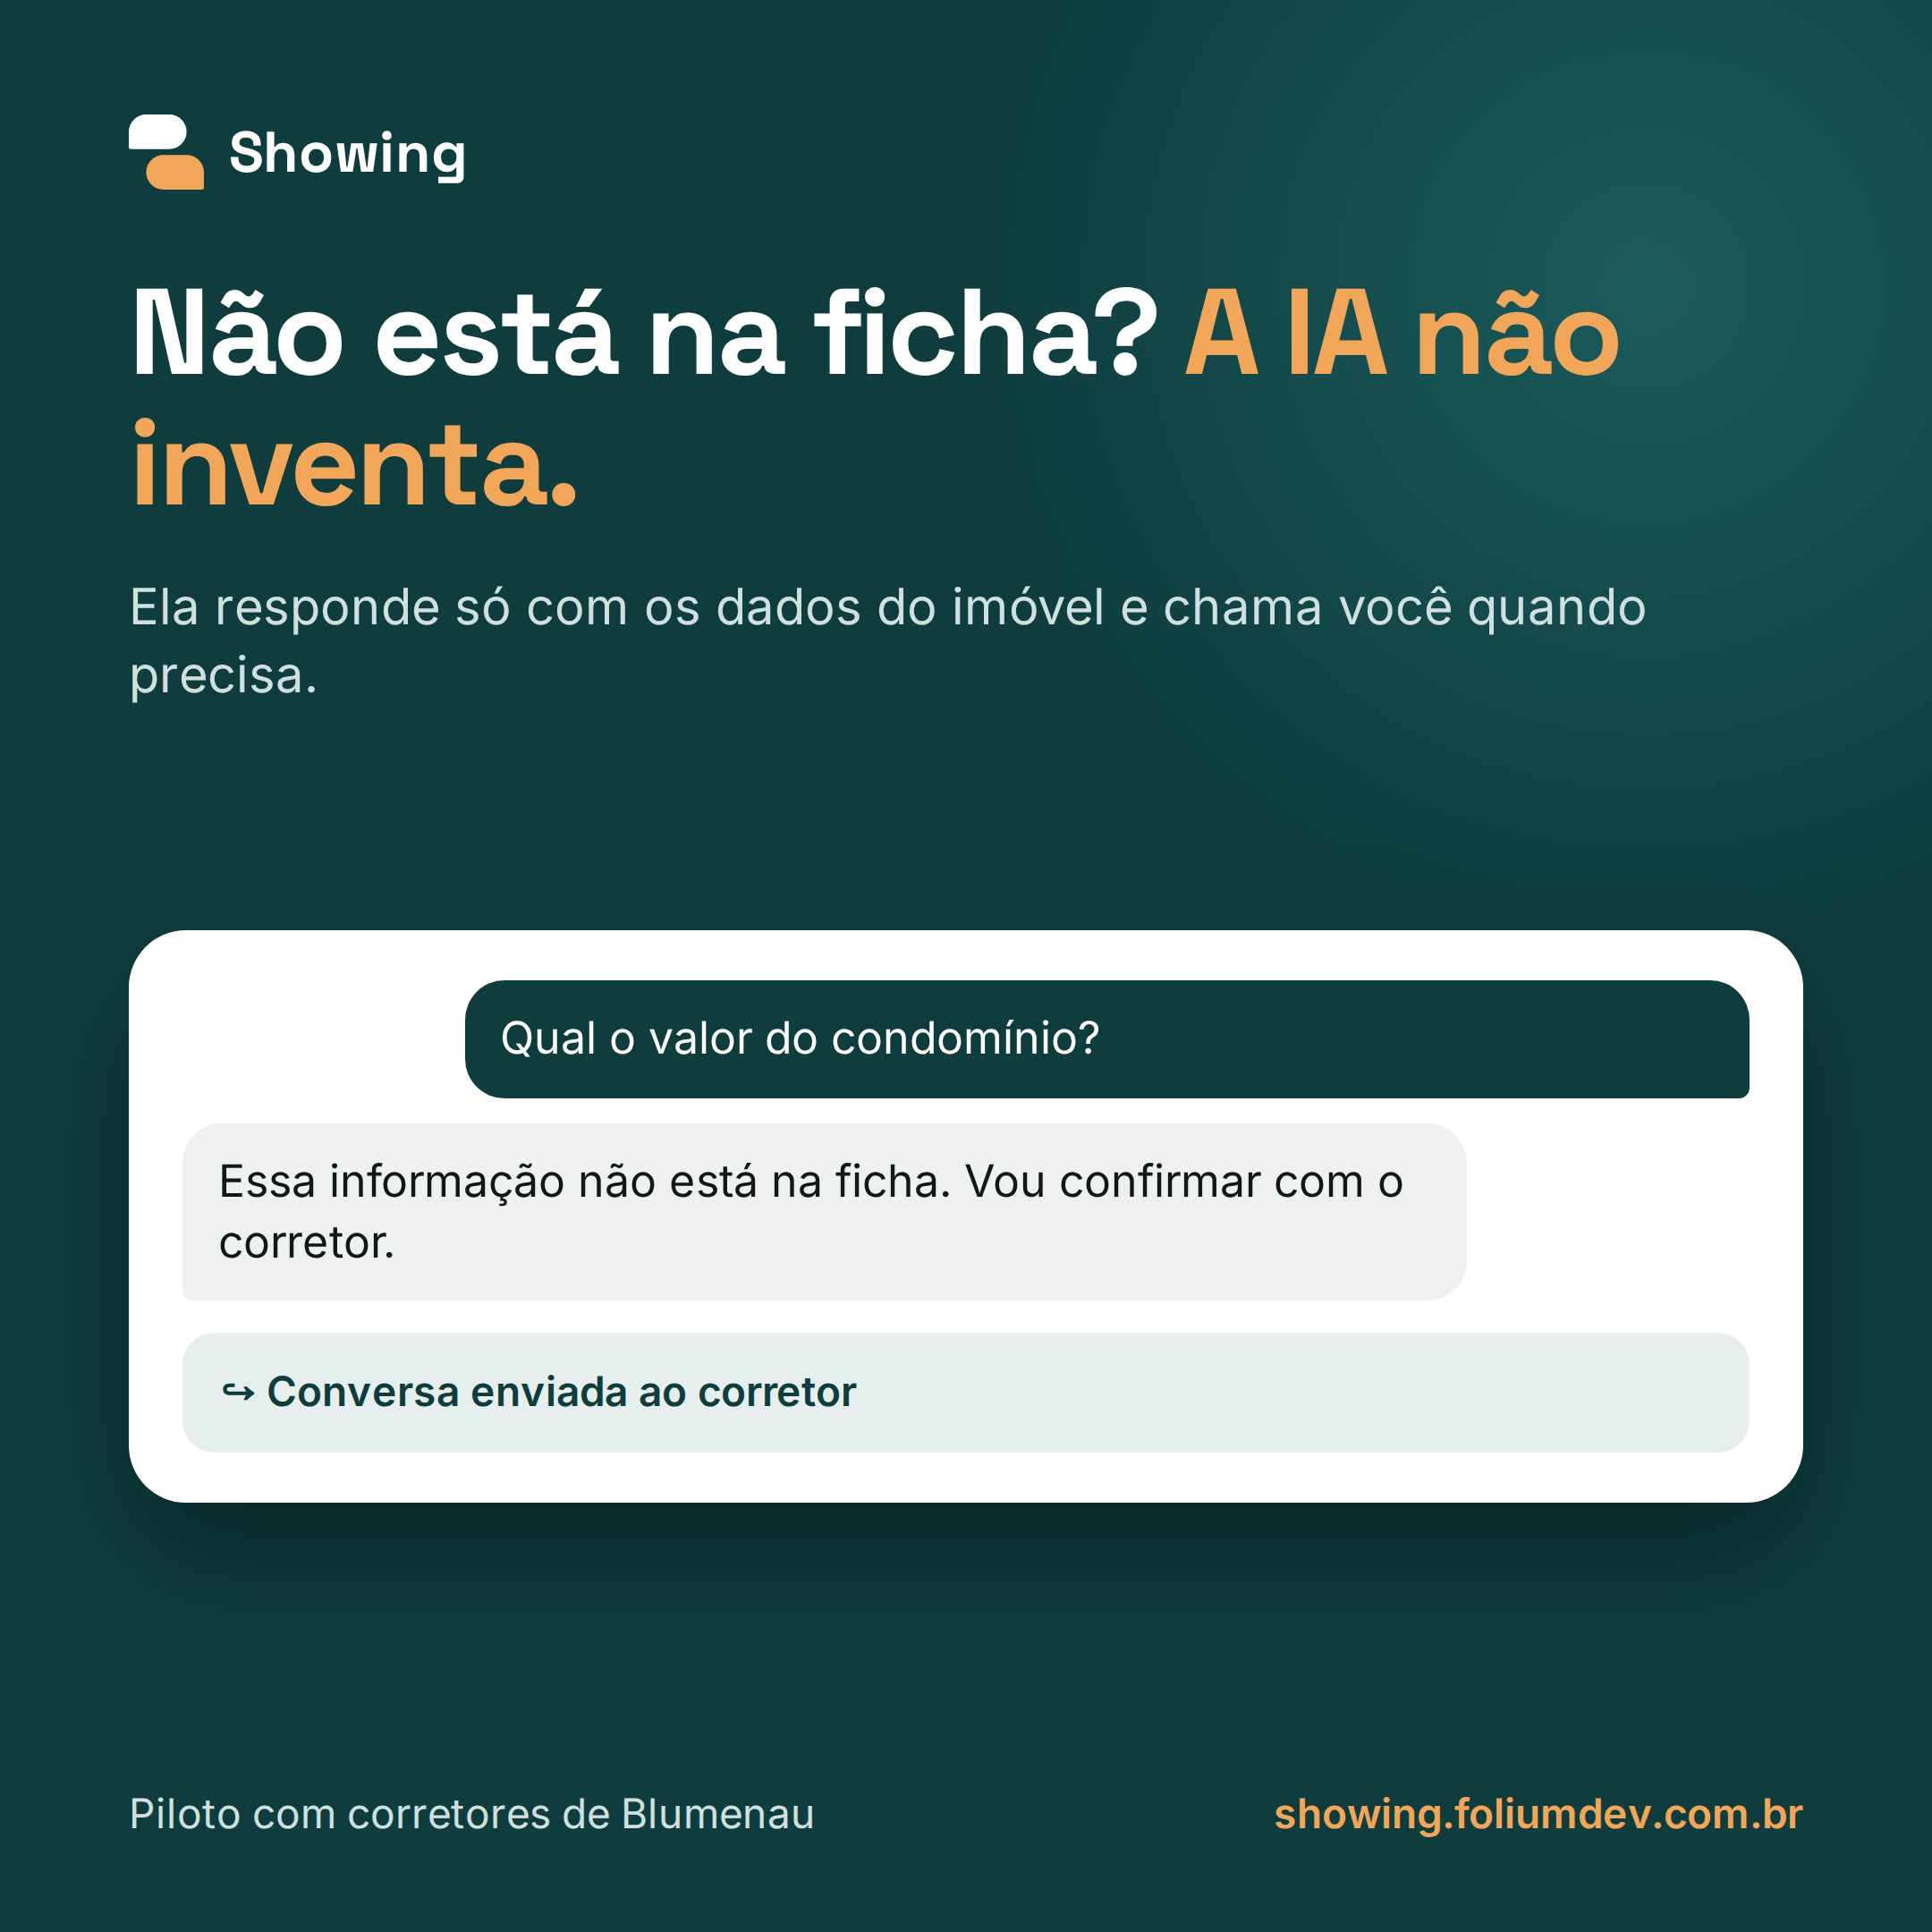 Showing
Não está na ficha? A IA não
inventa.
Ela responde só com os dados do imóvel e chama você quando
precisa.
Qual o valor do condomínio?
Essa informação não está na ficha. Vou confirmar com o
corretor.
↪ Conversa enviada ao corretor
Piloto com corretores de Blumenau
showing.foliumdev.com.br